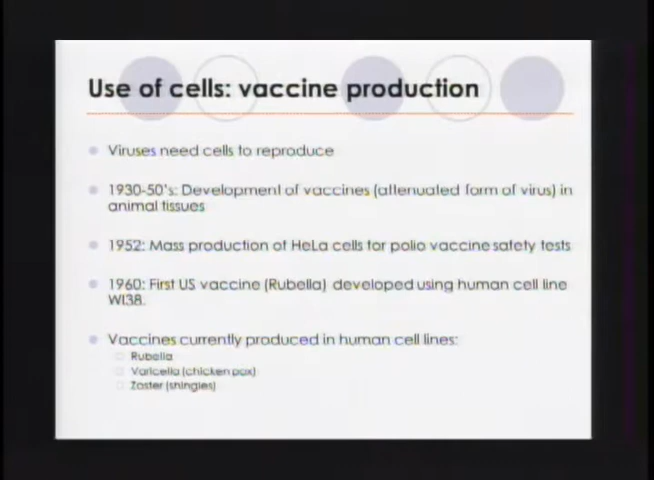 Use of cells: vaccine production
Viruses need cells to reproduce
1930-50's: Development of vaccines (attenuated form of virus) in
animal tissues
1952: Mass production of HeLa cells for polio vaccine safety tests
1960: First US vaccine (Rubella) developed using human cell line
WI38.
Vaccines currently produced in human cell lines:
Rubella
Varicella (chicken pox)
Zoster (shingles)